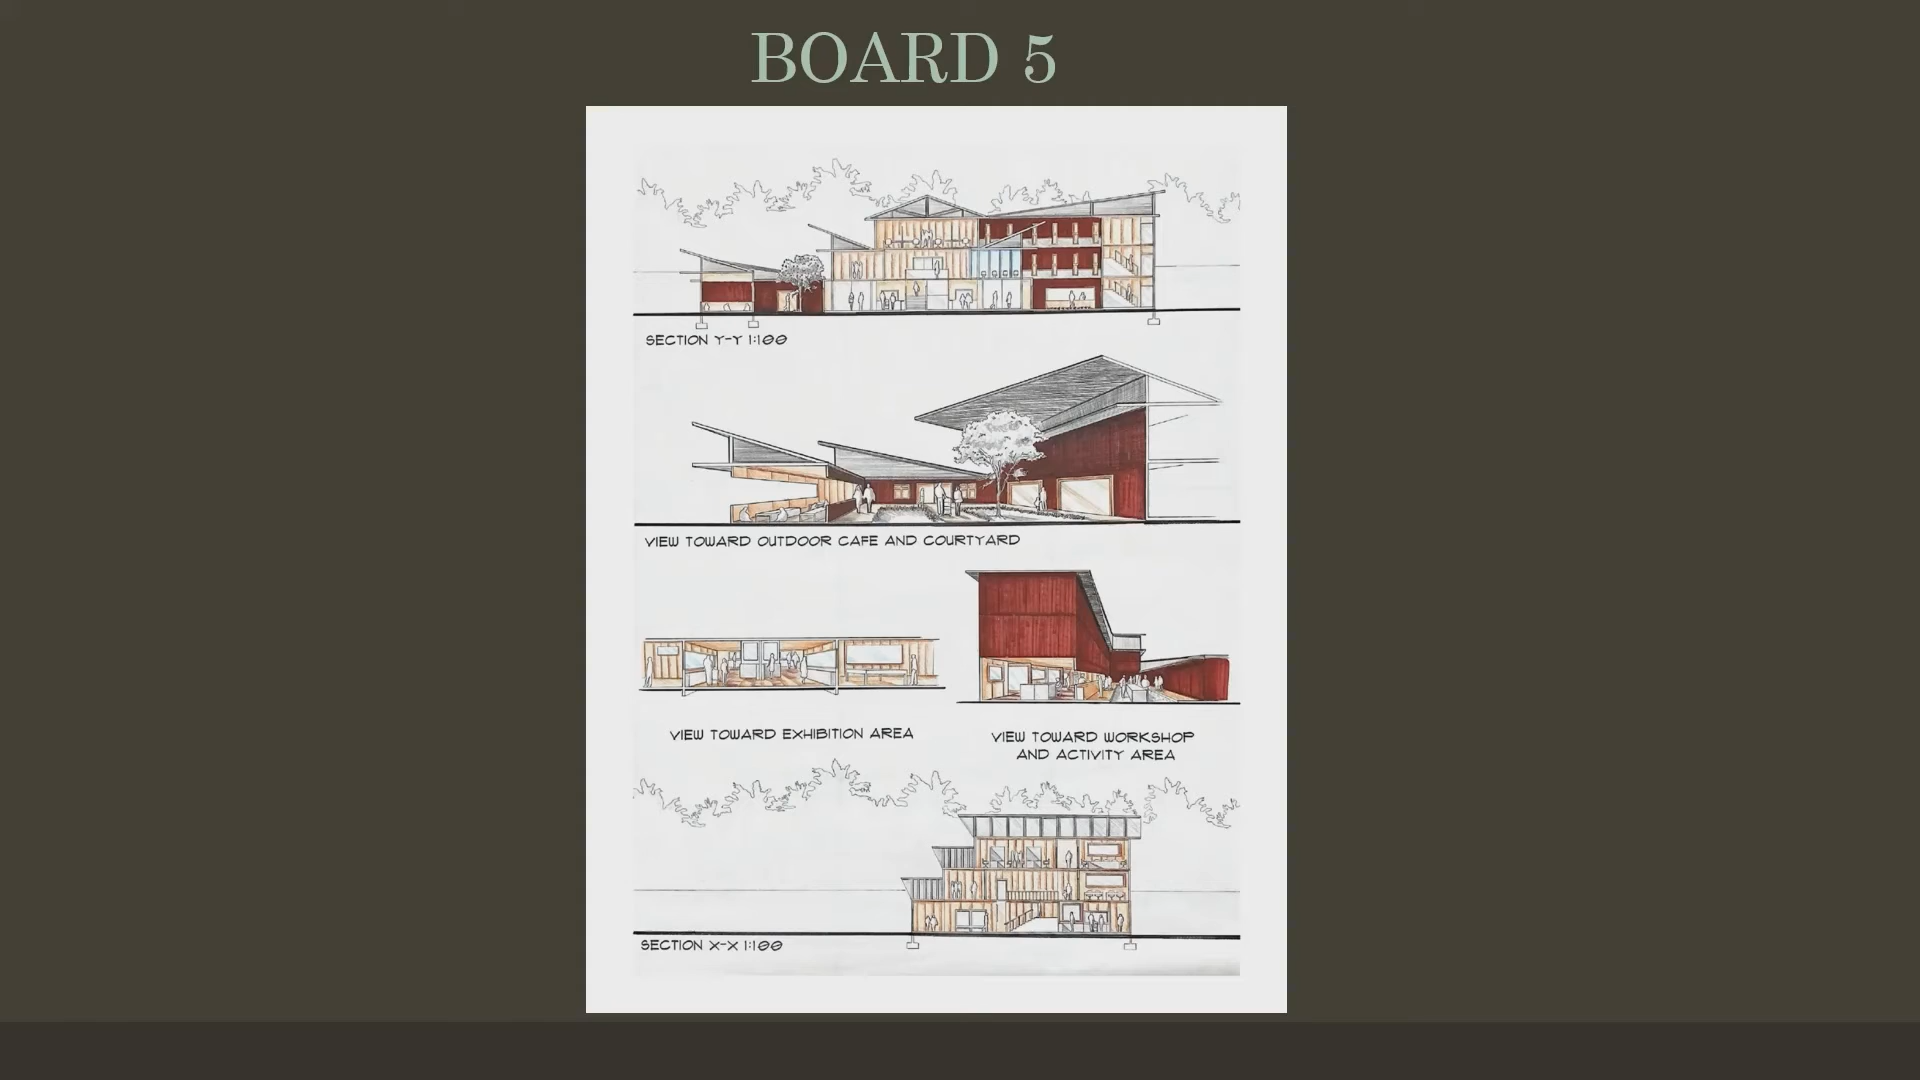 BOARD 5
SECTION Y-Y 1:100
VIEW TOWARD OUTDOOR CAFE AND COURTYARD
VIEW TOWARD EXHIBITION AREA
VIEW TOWARD WORKSHOP
AND ACTIVITY AREA
SECTION X-X 1:100